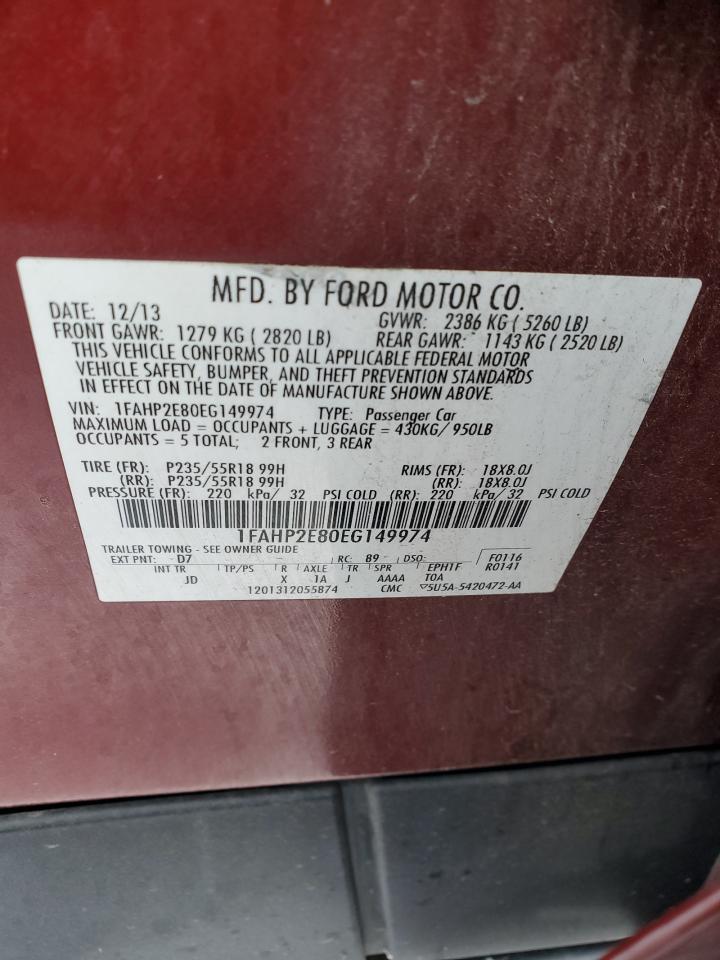 MFD. BY FORD MOTOR CO.
DATE: 12/13 GVWR: 2386 KG ( 5260 LB)
FRONT GAWR: 1279 KG ( 2820 LB) REAR GAWR: 1143 KG ( 2520 LB)
THIS VEHICLE CONFORMS TO ALL APPLICABLE FEDERAL MOTOR
VEHICLE SAFETY, BUMPER, AND THEFT PREVENTION STANDARDS
IN EFFECT ON THE DATE OF MANUFACTURE SHOWN ABOVE.
VIN: 1FAHP2E80EG149974 TYPE: Passenger Car
MAXIMUM LOAD = OCCUPANTS + LUGGAGE = 430KG/ 950LB
OCCUPANTS = 5 TOTAL; 2 FRONT, 3 REAR
TIRE (FR): P235/55R18 99H RIMS (FR): 18X8.0J
(RR): P235/55R18 99H (RR): 18X8.0J
PRESSURE (FR): 220 kPa/ 32 PSI COLD (RR): 220 kPa/ 32 PSI COLD
1FAHP2E80EG149974
TRAILER TOWING - SEE OWNER GUIDE F0116
EXT PNT: D7 RC: B9 DSO: R0141
INT TR TP/PS R AXLE TR SPR EPH1F
JD X 1A J AAAA T0A
1201312055874 CMC ▽5U5A-5420472-AA